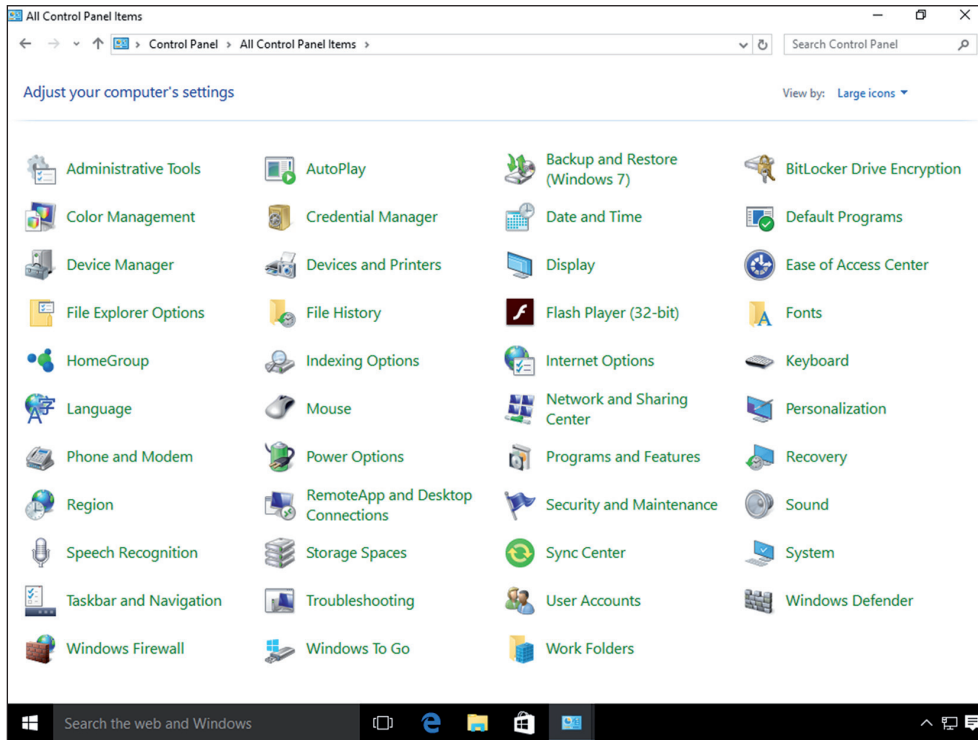 All Control Panel Items
Control Panel > All Control Panel Items >
Search Control Panel
Adjust your computer's settings
View by: Large icons
Administrative Tools
AutoPlay
Backup and Restore
(Windows 7)
BitLocker Drive Encryption
Color Management
Credential Manager
Date and Time
Default Programs
Device Manager
Devices and Printers
Display
Ease of Access Center
File Explorer Options
File History
Flash Player (32-bit)
Fonts
HomeGroup
Indexing Options
Internet Options
Keyboard
Language
Mouse
Network and Sharing
Center
Personalization
Phone and Modem
Power Options
Programs and Features
Recovery
Region
RemoteApp and Desktop
Connections
Security and Maintenance
Sound
Speech Recognition
Storage Spaces
Sync Center
System
Taskbar and Navigation
Troubleshooting
User Accounts
Windows Defender
Windows Firewall
Windows To Go
Work Folders
Search the web and Windows